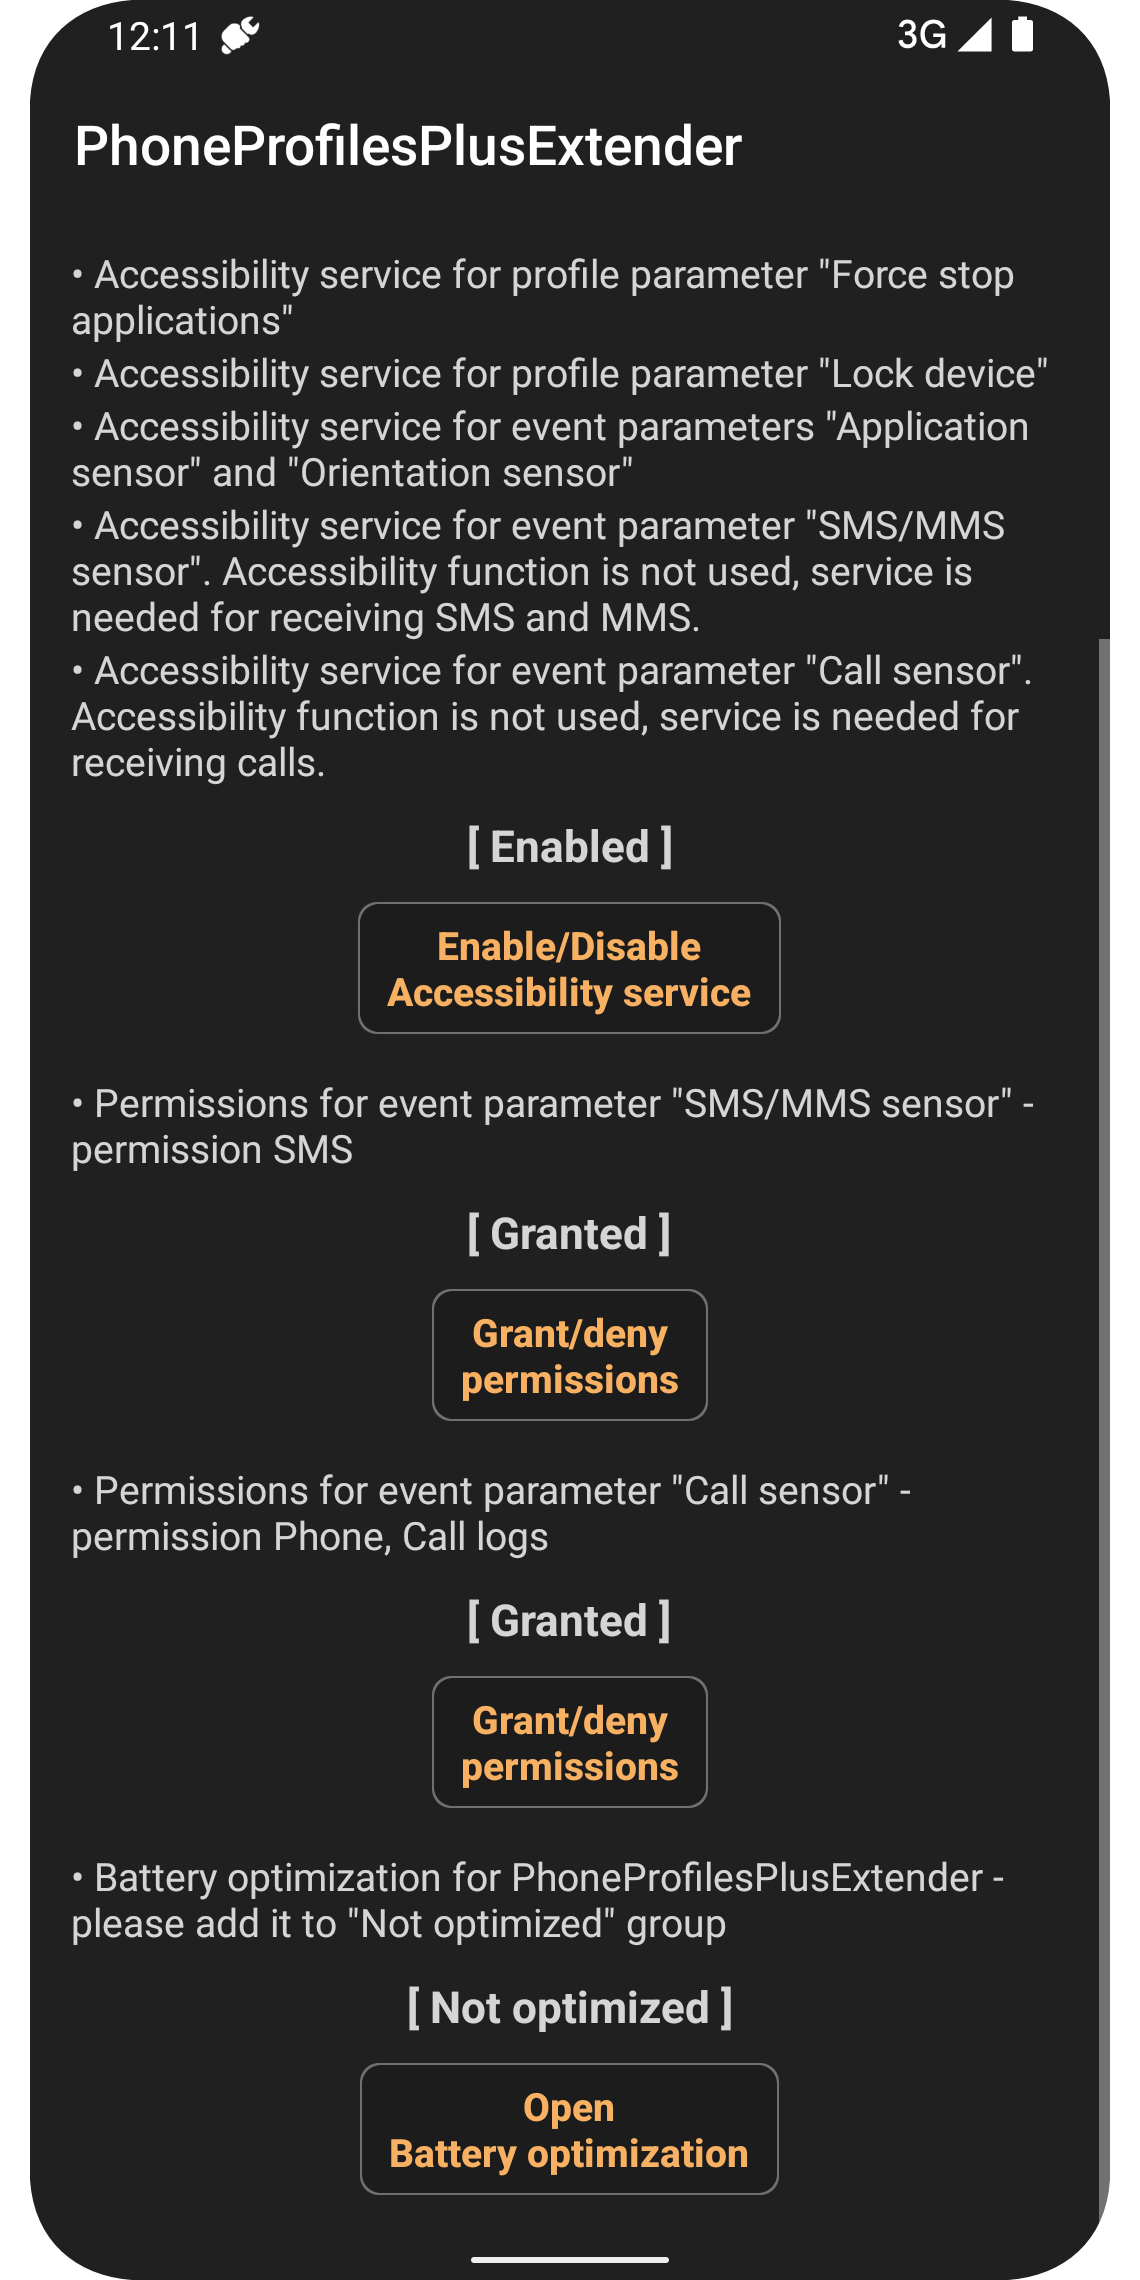 12:11
3G
PhoneProfilesPlusExtender
• Accessibility service for profile parameter "Force stop
applications"
• Accessibility service for profile parameter "Lock device"
• Accessibility service for event parameters "Application
sensor" and "Orientation sensor"
• Accessibility service for event parameter "SMS/MMS
sensor". Accessibility function is not used, service is
needed for receiving SMS and MMS.
• Accessibility service for event parameter "Call sensor".
Accessibility function is not used, service is needed for
receiving calls.
[ Enabled ]
Enable/Disable
Accessibility service
• Permissions for event parameter "SMS/MMS sensor" -
permission SMS
[ Granted ]
Grant/deny
permissions
• Permissions for event parameter "Call sensor" -
permission Phone, Call logs
[ Granted ]
Grant/deny
permissions
• Battery optimization for PhoneProfilesPlusExtender -
please add it to "Not optimized" group
[ Not optimized ]
Open
Battery optimization